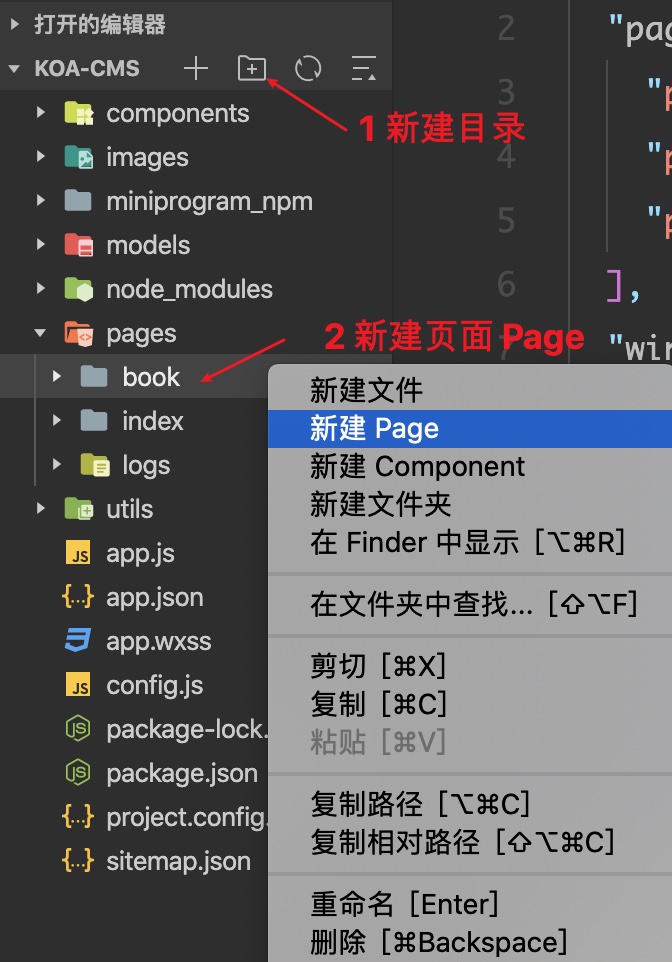 打开的编辑器
KOA-CMS
1 新建目录
components
images
miniprogram_npm
models
node_modules
pages
2 新建页面 Page
book
index
logs
utils
app.js
app.json
app.wxss
config.js
package-lock.
package.json
project.config.
sitemap.json
新建文件
新建 Page
新建 Component
新建文件夹
在 Finder 中显示 [⌥⌘R]
在文件夹中查找... [⇧⌥F]
剪切 [⌘X]
复制 [⌘C]
粘贴 [⌘V]
复制路径 [⌥⌘C]
复制相对路径 [⇧⌥⌘C]
重命名 [Enter]
删除 [⌘Backspace]
2 "pag
3 "p
4 "p
5 "p
6 ],
7 "wir